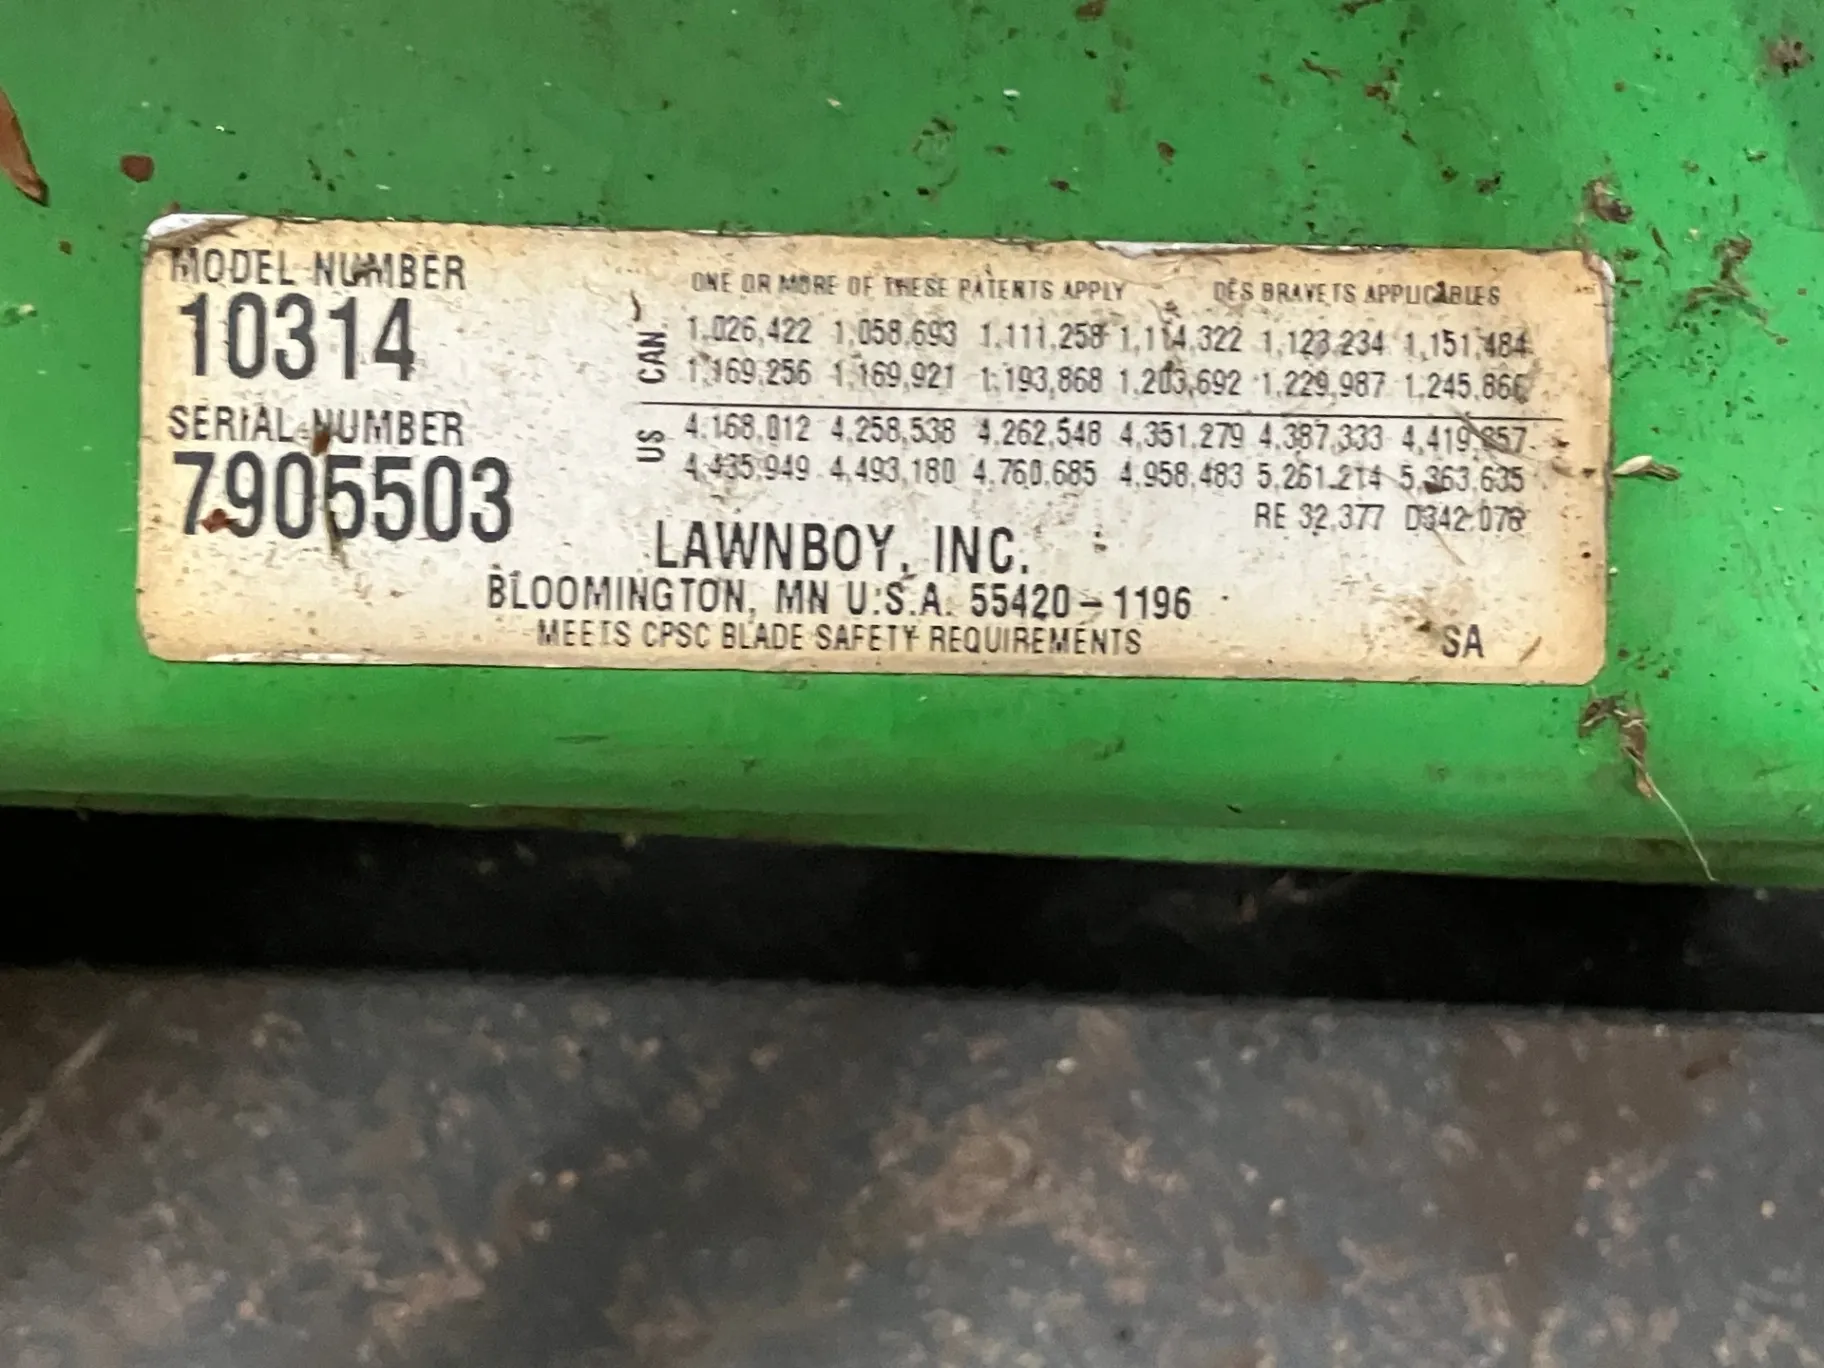 MODEL NUMBER
10314
SERIAL NUMBER
7905503
ONE OR MORE OF THESE PATENTS APPLY DES BRAVETS APPLICABLES
CAN.
1,026,422 1,058,693 1,111,258 1,114,322 1,123,234 1,151,484
1,169,256 1,169,921 1,193,868 1,203,692 1,229,987 1,245,866
US
4,168,012 4,258,538 4,262,548 4,351,279 4,387,333 4,419,857
4,435,949 4,493,180 4,760,685 4,958,483 5,261,214 5,363,635
RE 32,377 D342,078
LAWNBOY, INC.
BLOOMINGTON, MN U.S.A. 55420-1196
MEETS CPSC BLADE SAFETY REQUIREMENTS
SA